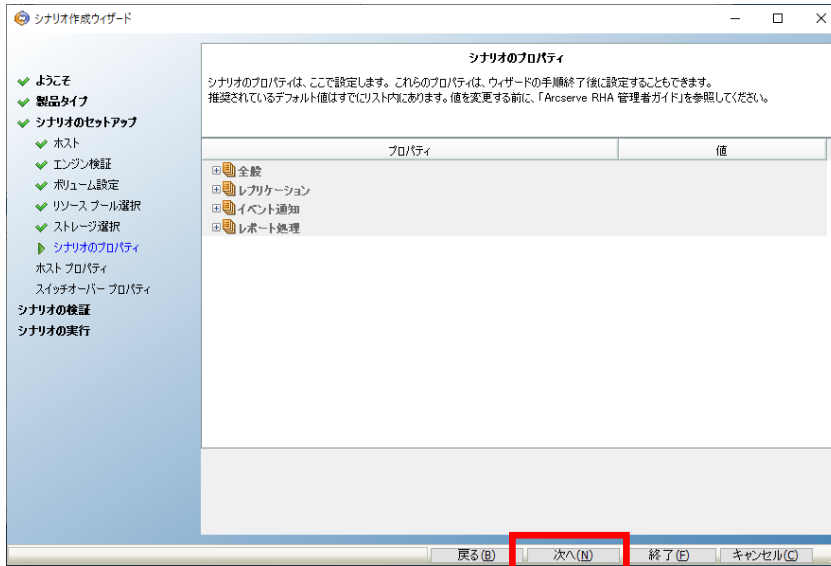 シナリオ作成ウィザード
ようこそ
製品タイプ
シナリオのセットアップ
ホスト
エンジン検証
ボリューム設定
リソース プール選択
ストレージ選択
シナリオのプロパティ
ホスト プロパティ
スイッチオーバー プロパティ
シナリオの検証
シナリオの実行
シナリオのプロパティ
シナリオのプロパティは、ここで設定します。これらのプロパティは、ウィザードの手順終了後に設定することもできます。
推奨されているデフォルト値はすでにリスト内にあります。値を変更する前に、「Arcserve RHA 管理者ガイド」を参照してください。
プロパティ 値
全般
レプリケーション
イベント通知
レポート処理
戻る(B) 次へ(N) 終了(F) キャンセル(C)